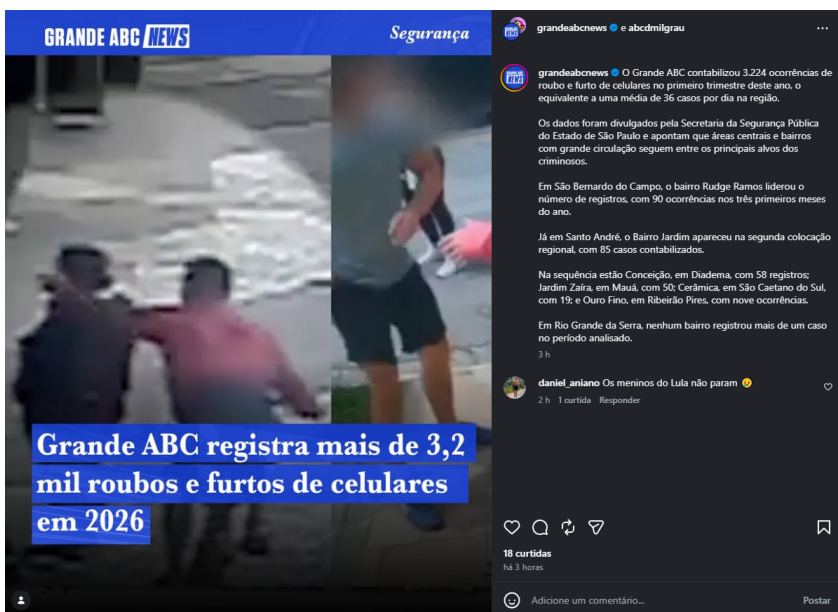 GRANDE ABC NEWS
Segurança
Grande ABC registra mais de 3,2
mil roubos e furtos de celulares
em 2026
grandeabcnews e abcdmilgrau
grandeabcnews O Grande ABC contabilizou 3.224 ocorrências de
roubo e furto de celulares no primeiro trimestre deste ano, o
equivalente a uma média de 36 casos por dia na região.
Os dados foram divulgados pela Secretaria da Segurança Pública
do Estado de São Paulo e apontam que áreas centrais e bairros
com grande circulação seguem entre os principais alvos dos
criminosos.
Em São Bernardo do Campo, o bairro Rudge Ramos liderou o
número de registros, com 90 ocorrências nos três primeiros meses
do ano.
Já em Santo André, o Bairro Jardim apareceu na segunda colocação
regional, com 85 casos contabilizados.
Na sequência estão Conceição, em Diadema, com 58 registros;
Jardim Zaíra, em Mauá, com 50; Cerâmica, em São Caetano do Sul,
com 19; e Ouro Fino, em Ribeirão Pires, com nove ocorrências.
Em Rio Grande da Serra, nenhum bairro registrou mais de um caso
no período analisado.
3 h
daniel_aniano Os meninos do Lula não param 😢
2 h 1 curtida Responder
18 curtidas
há 3 horas
Adicione um comentário...
Postar